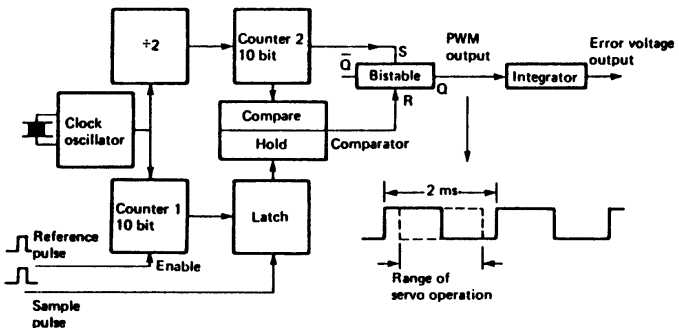 ÷2
Counter 2
10 bit
S
Q̅
Bistable
Q
R
PWM
output
Integrator
Error voltage
output
Clock
oscillator
Compare
Hold
Comparator
Counter 1
10 bit
Latch
Reference
pulse
Enable
Sample
pulse
2 ms
Range of
servo operation